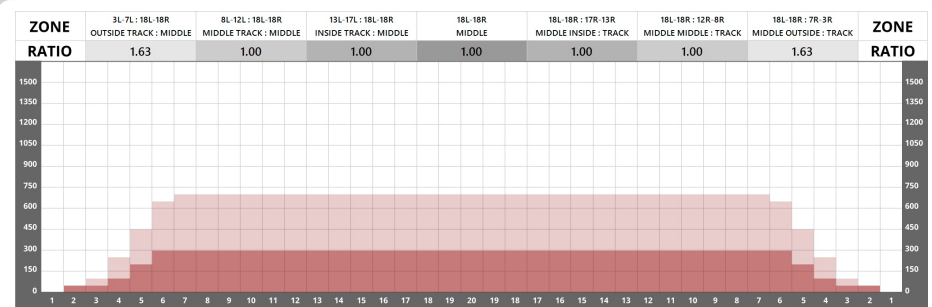 ZONE 3L-7L : 18L-18R 8L-12L : 18L-18R 13L-17L : 18L-18R 18L-18R 18L-18R : 17R-13R 18L-18R : 12R-8R 18L-18R : 7R-3R ZONE
OUTSIDE TRACK : MIDDLE MIDDLE TRACK : MIDDLE INSIDE TRACK : MIDDLE MIDDLE MIDDLE INSIDE : TRACK MIDDLE MIDDLE : TRACK MIDDLE OUTSIDE : TRACK
RATIO 1.63 1.00 1.00 1.00 1.00 1.00 1.63 RATIO
1500 1500
1350 1350
1200 1200
1050 1050
900 900
750 750
600 600
450 450
300 300
150 150
0 0
1 2 3 4 5 6 7 8 9 10 11 12 13 14 15 16 17 18 19 20 19 18 17 16 15 14 13 12 11 10 9 8 7 6 5 4 3 2 1